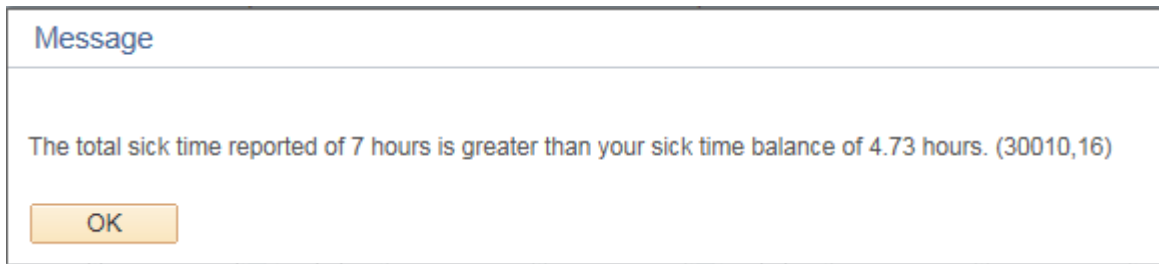 Message
The total sick time reported of 7 hours is greater than your sick time balance of 4.73 hours. (30010,16)
OK